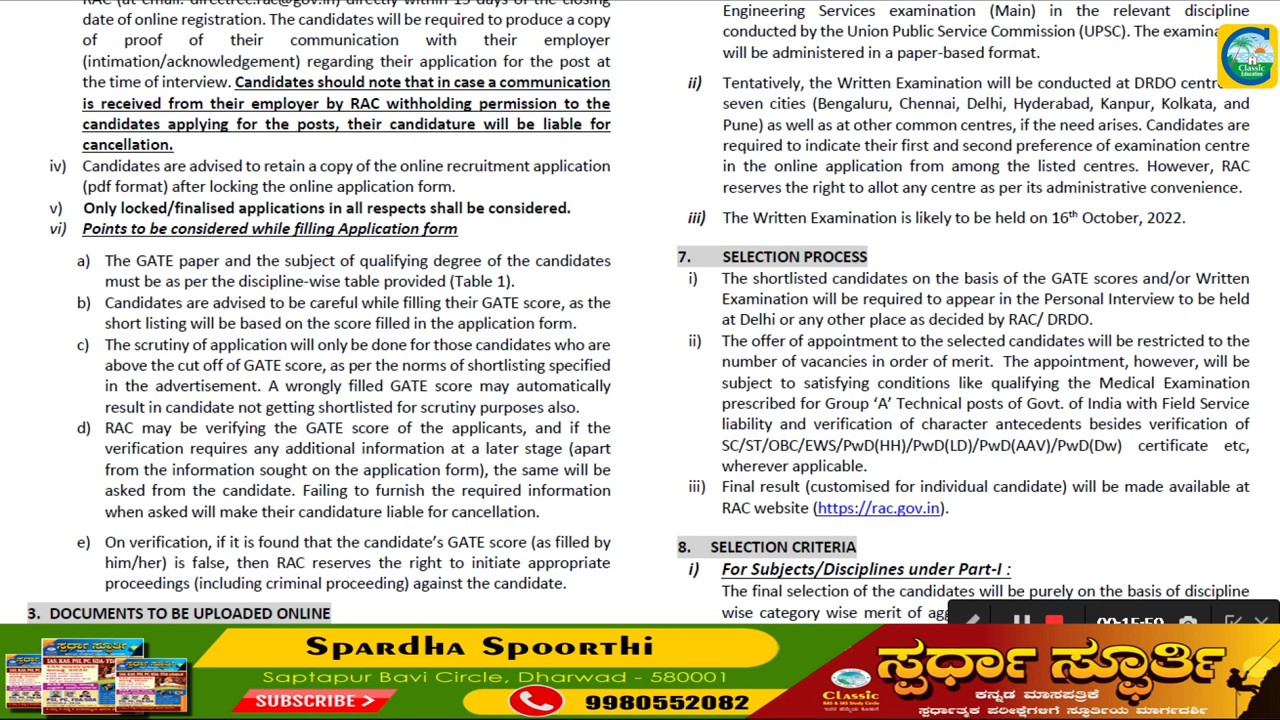 RAC (at email: directrec.rac@gov.in) directly within 15 days of the closing
date of online registration. The candidates will be required to produce a copy
of proof of their communication with their employer
(intimation/acknowledgement) regarding their application for the post at
the time of interview. Candidates should note that in case a communication
is received from their employer by RAC withholding permission to the
candidates applying for the posts, their candidature will be liable for
cancellation.
iv) Candidates are advised to retain a copy of the online recruitment application
(pdf format) after locking the online application form.
v) Only locked/finalised applications in all respects shall be considered.
vi) Points to be considered while filling Application form
a) The GATE paper and the subject of qualifying degree of the candidates
must be as per the discipline-wise table provided (Table 1).
b) Candidates are advised to be careful while filling their GATE score, as the
short listing will be based on the score filled in the application form.
c) The scrutiny of application will only be done for those candidates who are
above the cut off of GATE score, as per the norms of shortlisting specified
in the advertisement. A wrongly filled GATE score may automatically
result in candidate not getting shortlisted for scrutiny purposes also.
d) RAC may be verifying the GATE score of the applicants, and if the
verification requires any additional information at a later stage (apart
from the information sought on the application form), the same will be
asked from the candidate. Failing to furnish the required information
when asked will make their candidature liable for cancellation.
e) On verification, if it is found that the candidate's GATE score (as filled by
him/her) is false, then RAC reserves the right to initiate appropriate
proceedings (including criminal proceeding) against the candidate.
3. DOCUMENTS TO BE UPLOADED ONLINE
Engineering Services examination (Main) in the relevant discipline
conducted by the Union Public Service Commission (UPSC). The examina
will be administered in a paper-based format.
ii) Tentatively, the Written Examination will be conducted at DRDO centr
seven cities (Bengaluru, Chennai, Delhi, Hyderabad, Kanpur, Kolkata, and
Pune) as well as at other common centres, if the need arises. Candidates are
required to indicate their first and second preference of examination centre
in the online application from among the listed centres. However, RAC
reserves the right to allot any centre as per its administrative convenience.
iii) The Written Examination is likely to be held on 16th October, 2022.
7. SELECTION PROCESS
i) The shortlisted candidates on the basis of the GATE scores and/or Written
Examination will be required to appear in the Personal Interview to be held
at Delhi or any other place as decided by RAC/ DRDO.
ii) The offer of appointment to the selected candidates will be restricted to the
number of vacancies in order of merit. The appointment, however, will be
subject to satisfying conditions like qualifying the Medical Examination
prescribed for Group ‘A’ Technical posts of Govt. of India with Field Service
liability and verification of character antecedents besides verification of
SC/ST/OBC/EWS/PwD(HH)/PwD(LD)/PwD(AAV)/PwD(Dw) certificate etc,
wherever applicable.
iii) Final result (customised for individual candidate) will be made available at
RAC website (https://rac.gov.in).
8. SELECTION CRITERIA
i) For Subjects/Disciplines under Part-I :
The final selection of the candidates will be purely on the basis of discipline
wise category wise merit of agg
00:15:59
Classic
Education
Spardha Spoorthi
Saptapur Bavi Circle, Dharwad - 580001
SUBSCRIBE >
9980552082
Classic
ಸ್ಪರ್ಧಾ ಸ್ಫೂರ್ತಿ
ಕನ್ನಡ ಮಾಸಪತ್ರಿಕೆ
ಸ್ಪರ್ಧಾತ್ಮಕ ಪರೀಕ್ಷೆಗಳಿಗೆ ಸ್ಫೂರ್ತಿಯ ಮಾರ್ಗದರ್ಶಿ